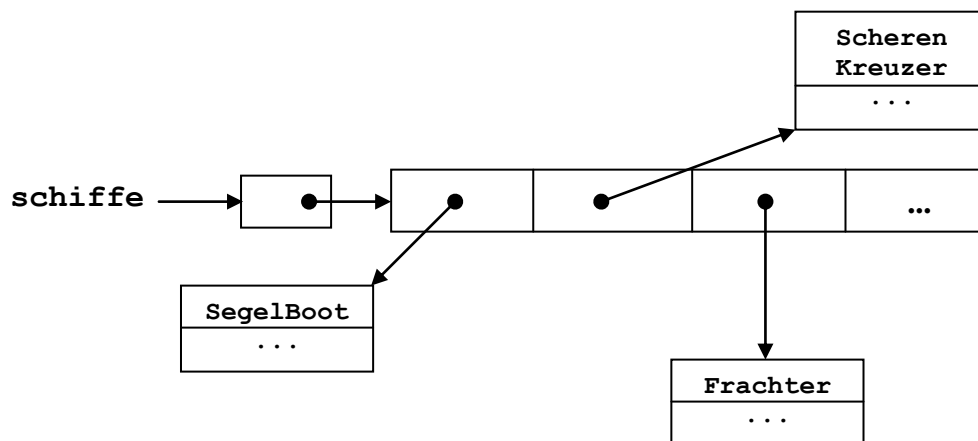 Scheren
Kreuzer
...
schiffe
...
SegelBoot
...
Frachter
...